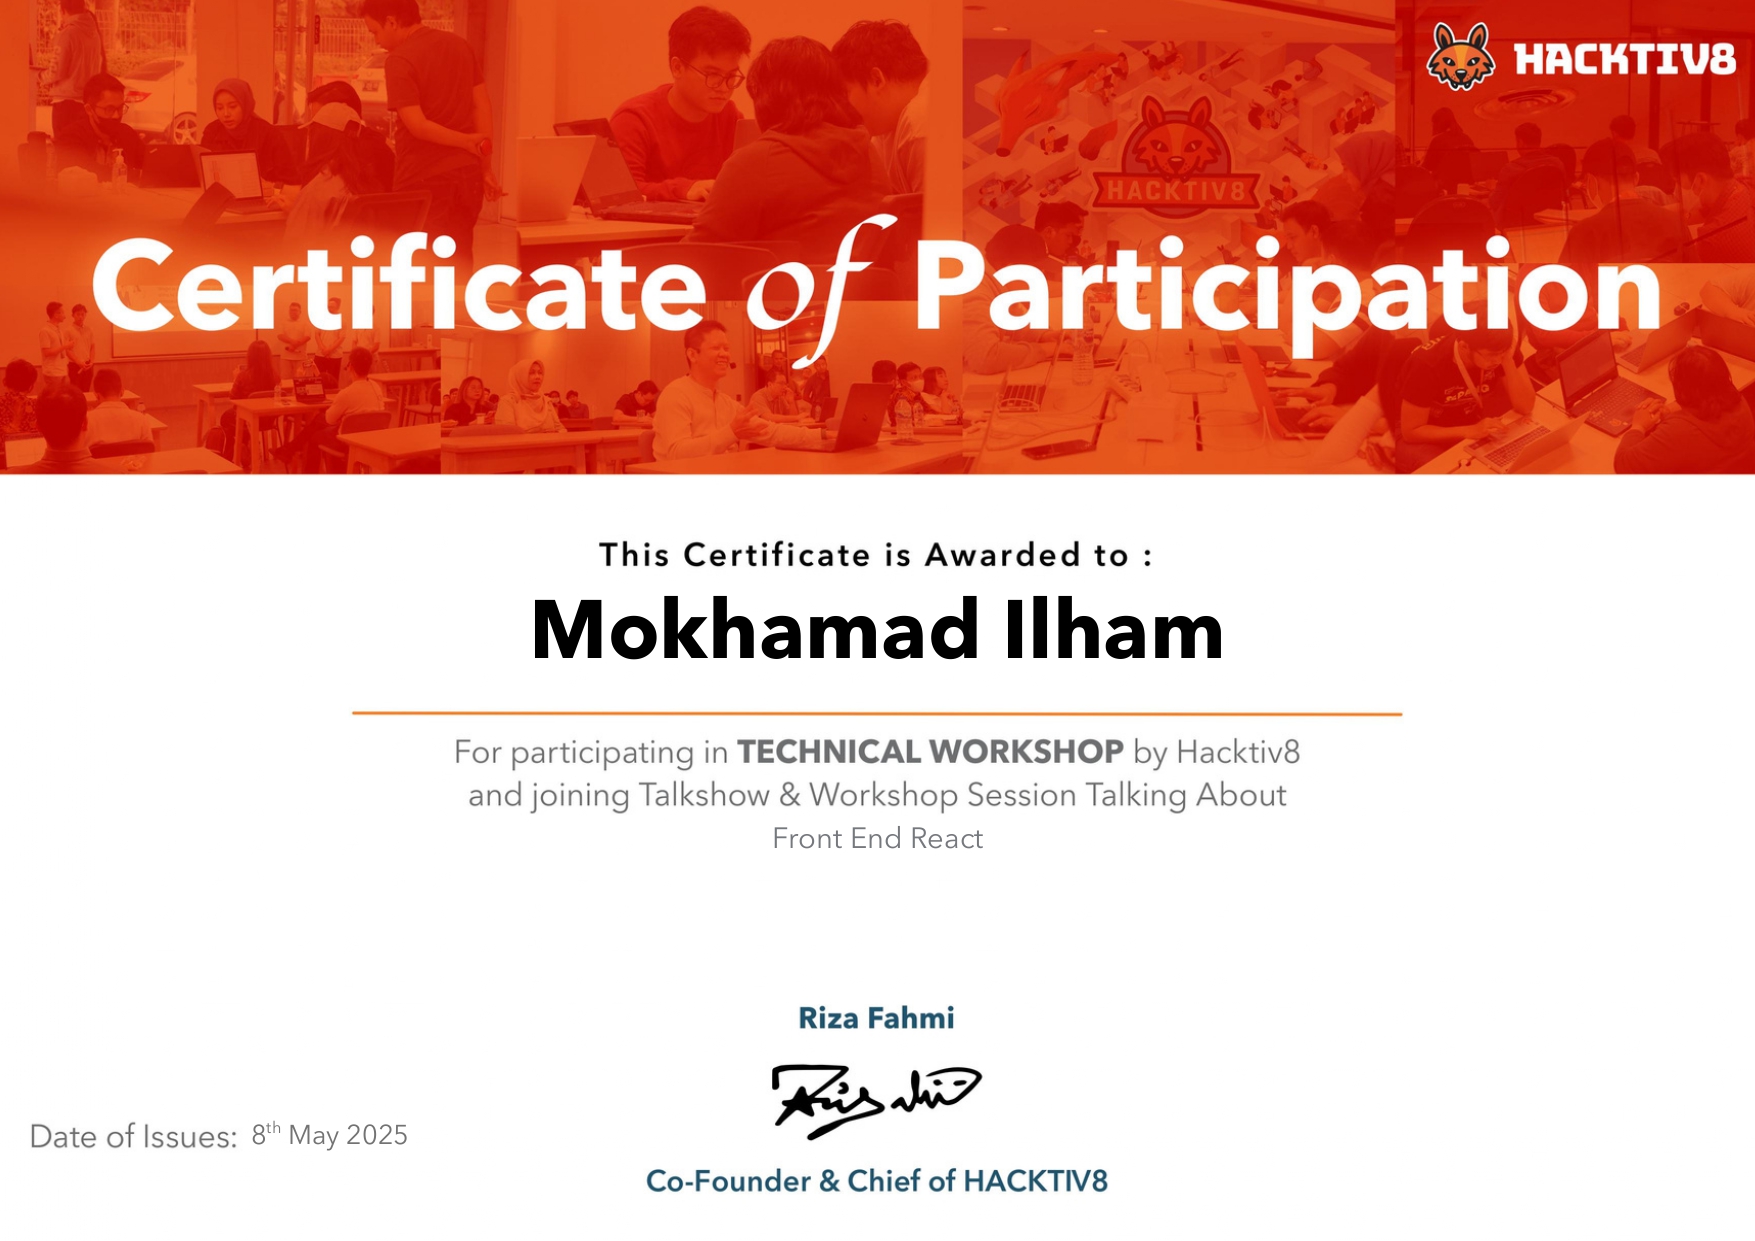 HACKTIV8
HACKTIV8
Certificate of Participation
This Certificate is Awarded to :
Mokhamad Ilham
For participating in TECHNICAL WORKSHOP by Hacktiv8
and joining Talkshow & Workshop Session Talking About
Front End React
Riza Fahmi
Date of Issues: 8th May 2025
Co-Founder & Chief of HACKTIV8